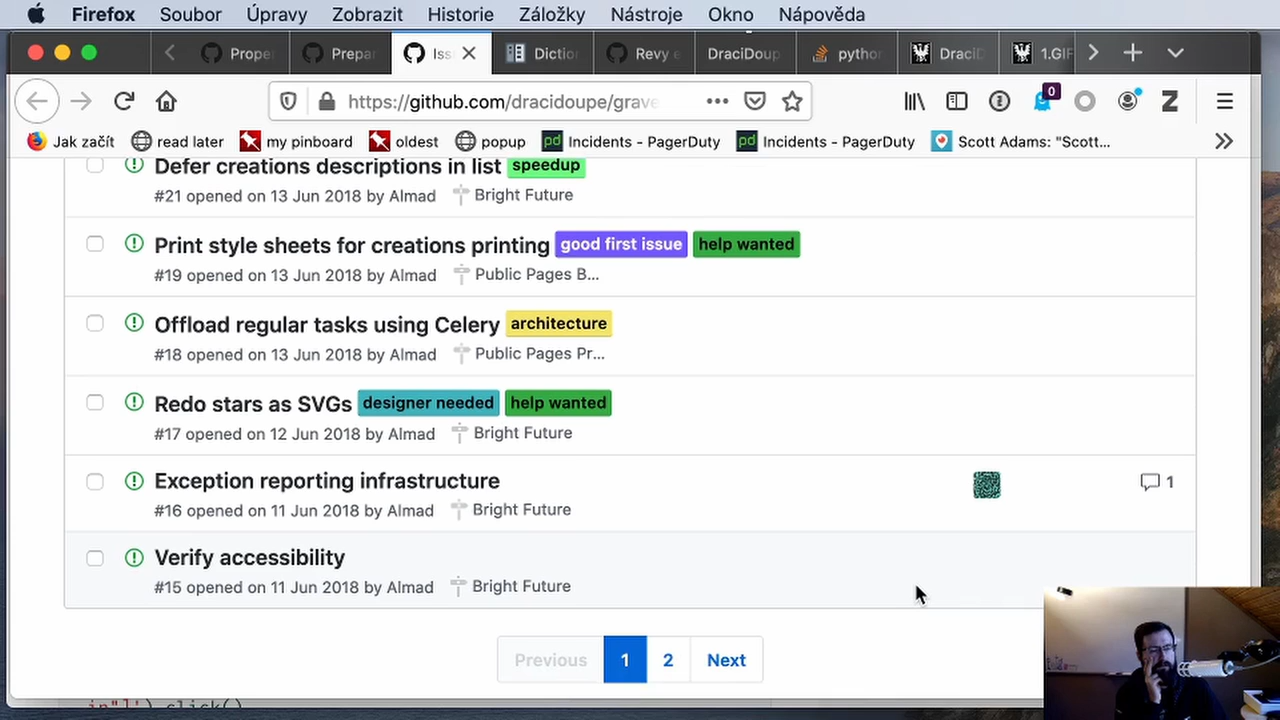 Firefox Soubor Úpravy Zobrazit Historie Záložky Nástroje Okno Nápověda
Prope Prepa Iss Dictio Revy e DraciDoup python DraciD 1.GIF
https://github.com/dracidoupe/grave
0
Z
Jak začít read later my pinboard oldest popup Incidents - PagerDuty Incidents - PagerDuty Scott Adams: "Scott...
Defer creations descriptions in list speedup
#21 opened on 13 Jun 2018 by Almad Bright Future
Print style sheets for creations printing good first issue help wanted
#19 opened on 13 Jun 2018 by Almad Public Pages B...
Offload regular tasks using Celery architecture
#18 opened on 13 Jun 2018 by Almad Public Pages Pr...
Redo stars as SVGs designer needed help wanted
#17 opened on 12 Jun 2018 by Almad Bright Future
Exception reporting infrastructure 1
#16 opened on 11 Jun 2018 by Almad Bright Future
Verify accessibility
#15 opened on 11 Jun 2018 by Almad Bright Future
Previous 1 2 Next